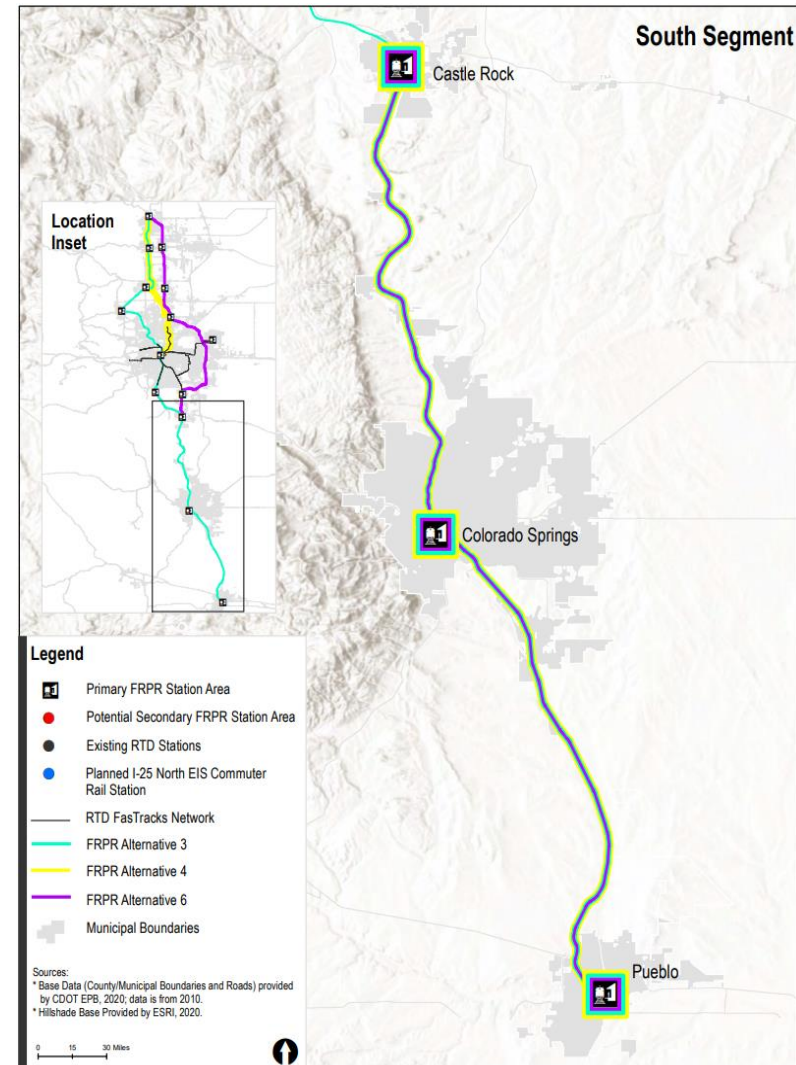 South Segment
Castle Rock
Location
Inset
Colorado Springs
Legend
Primary FRPR Station Area
Potential Secondary FRPR Station Area
Existing RTD Stations
Planned I-25 North EIS Commuter
Rail Station
RTD FasTracks Network
FRPR Alternative 3
FRPR Alternative 4
FRPR Alternative 6
Municipal Boundaries
Pueblo
Sources:
* Base Data (County/Municipal Boundaries and Roads) provided
by CDOT EPB, 2020; data is from 2010.
* Hillshade Base Provided by ESRI, 2020.
0 15 30 Miles